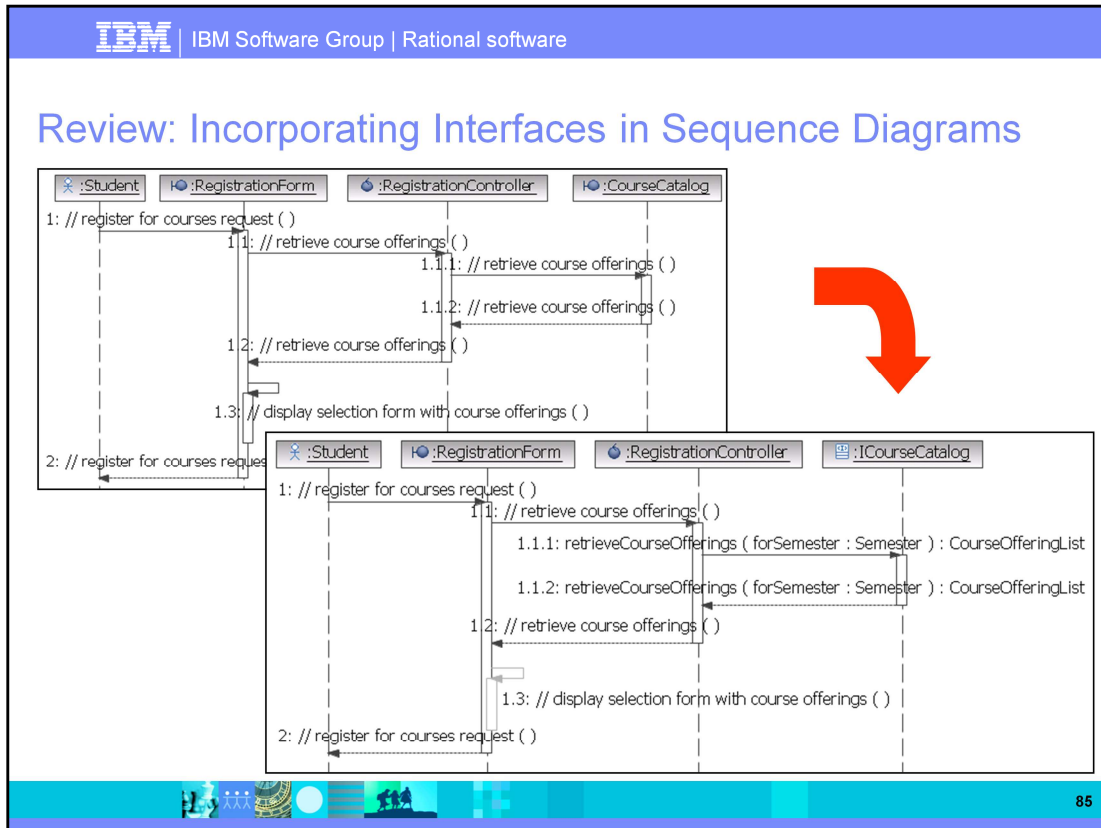 IBM | IBM Software Group | Rational software
Review: Incorporating Interfaces in Sequence Diagrams
:Student :RegistrationForm :RegistrationController :CourseCatalog
1: // register for courses request ( )
1.1: // retrieve course offerings ( )
1.1.1: // retrieve course offerings ( )
1.1.2: // retrieve course offerings ( )
1.2: // retrieve course offerings ( )
1.3: // display selection form with course offerings ( )
2: // register for courses reques
:Student :RegistrationForm :RegistrationController :ICourseCatalog
1: // register for courses request ( )
1.1: // retrieve course offerings ( )
1.1.1: retrieveCourseOfferings ( forSemester : Semester ) : CourseOfferingList
1.1.2: retrieveCourseOfferings ( forSemester : Semester ) : CourseOfferingList
1.2: // retrieve course offerings ( )
1.3: // display selection form with course offerings ( )
2: // register for courses request ( )
85